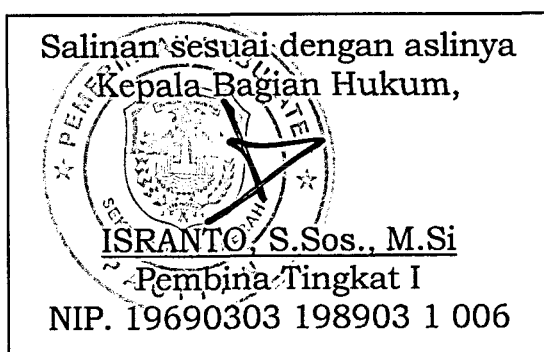 Salinan sesuai dengan aslinya
Kepala Bagian Hukum,
ISRANTO, S.Sos., M.Si
Pembina Tingkat I
NIP. 19690303 198903 1 006